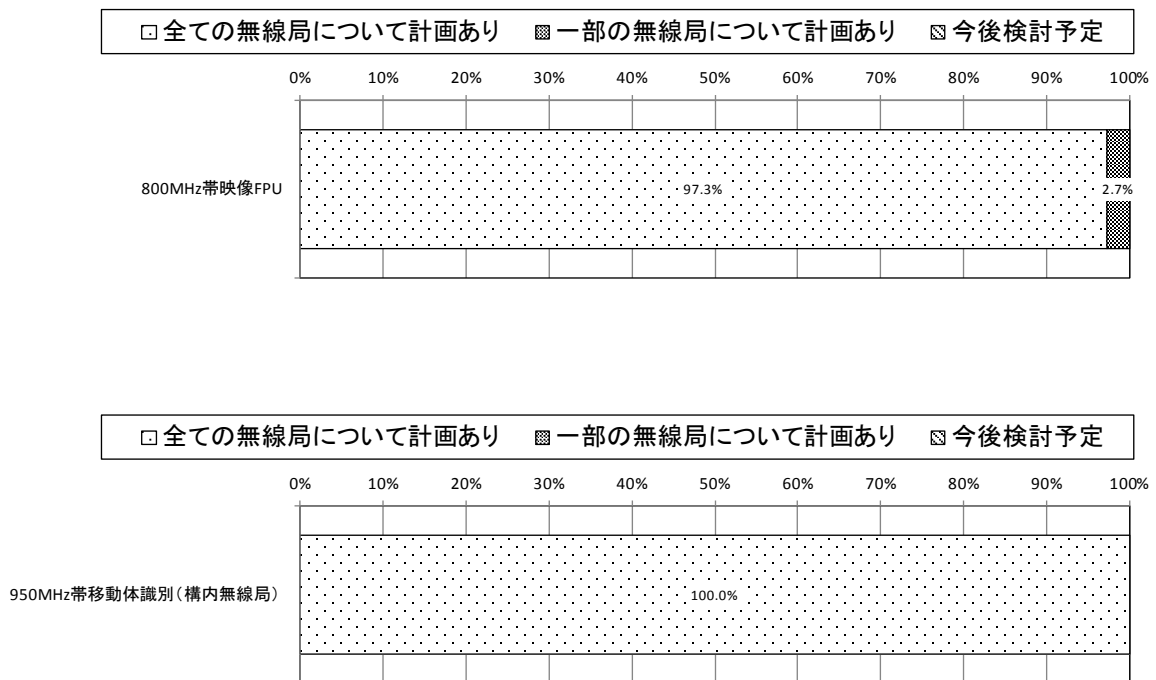 全ての無線局について計画あり 一部の無線局について計画あり 今後検討予定
0% 10% 20% 30% 40% 50% 60% 70% 80% 90% 100%
800MHz帯映像FPU 97.3% 2.7%
全ての無線局について計画あり 一部の無線局について計画あり 今後検討予定
0% 10% 20% 30% 40% 50% 60% 70% 80% 90% 100%
950MHz帯移動体識別(構内無線局) 100.0%